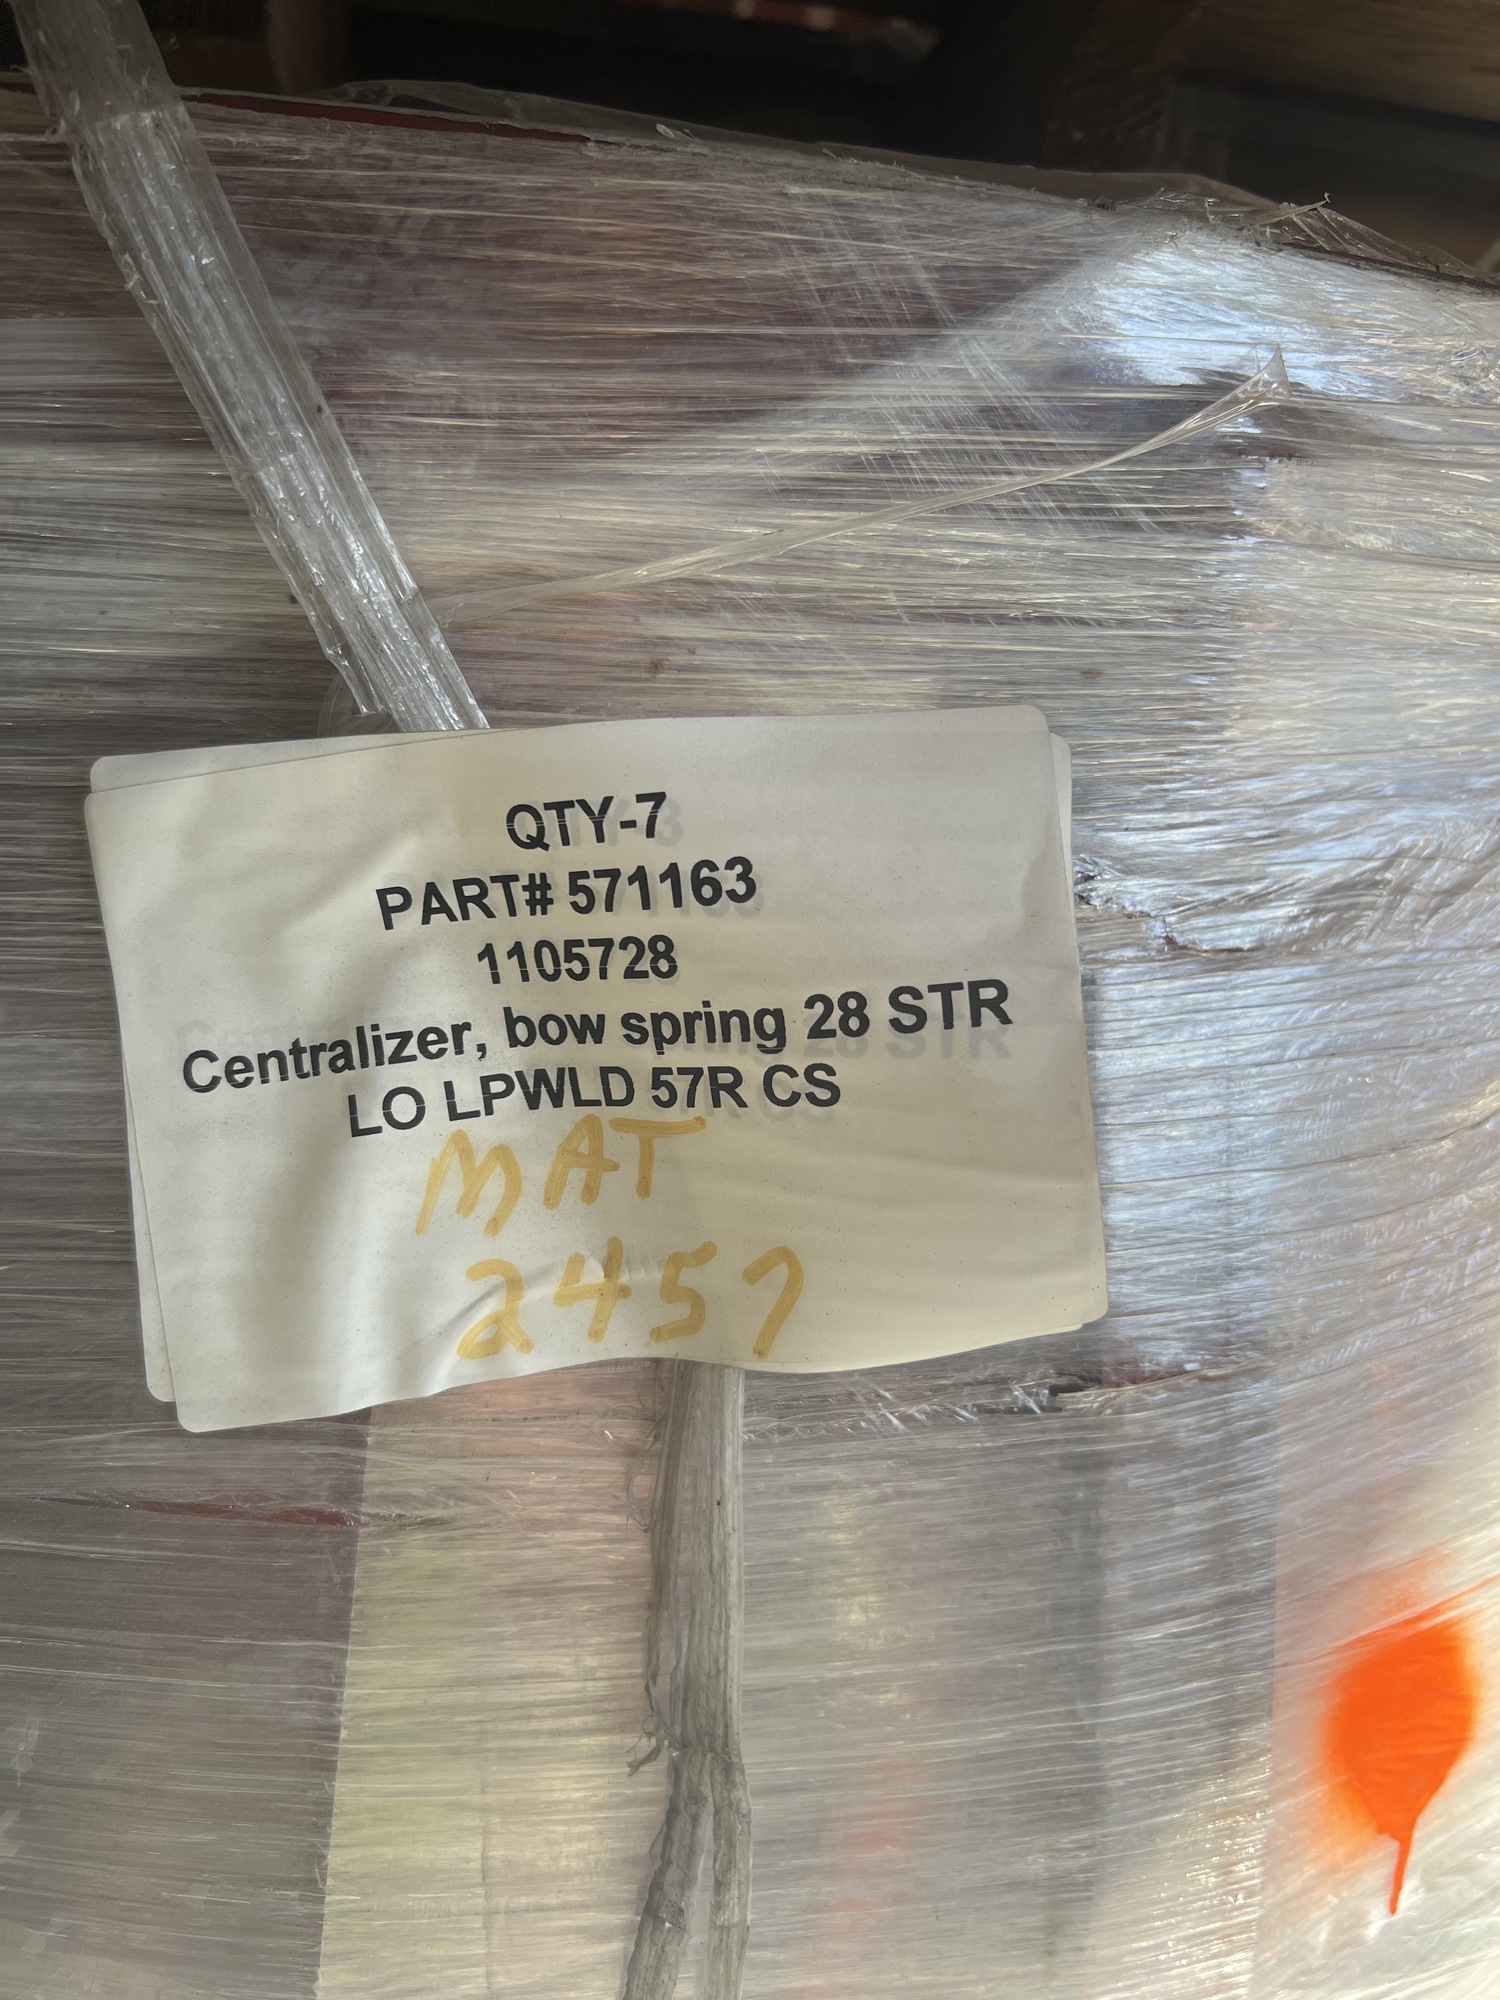 QTY-7
PART# 571163
1105728
Centralizer, bow spring 28 STR
LO LPWLD 57R CS
MAT
2457